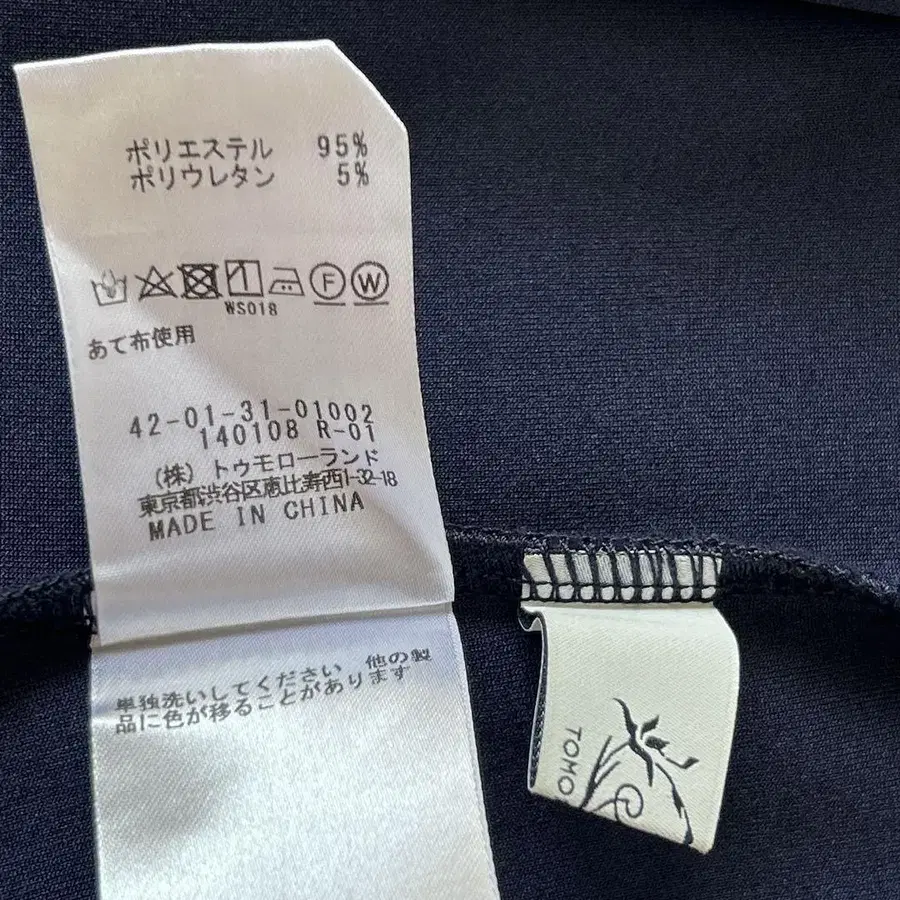 ポリエステル 95%
ポリウレタン 5%
F W
WS018
あて布使用
42-01-31-01002
140108 R-01
(株) トゥモローランド
東京都渋谷区恵比寿西1-32-18
MADE IN CHINA
単独洗いしてください 他の製
品に色が移ることがあります
TOMO